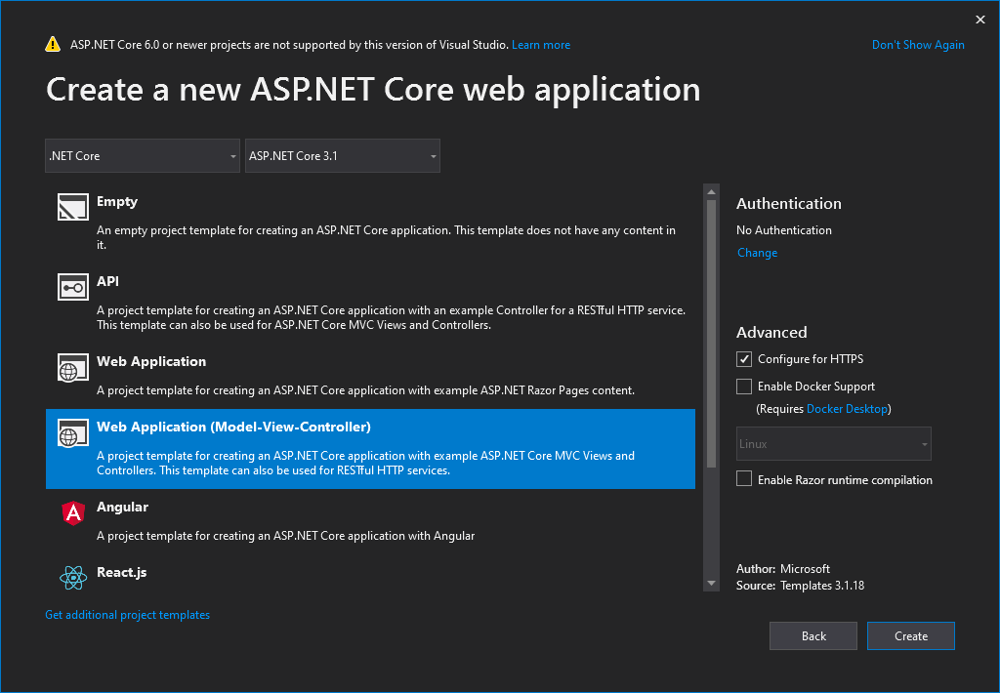 ASP.NET Core 6.0 or newer projects are not supported by this version of Visual Studio. Learn more
Don't Show Again
Create a new ASP.NET Core web application
.NET Core
ASP.NET Core 3.1
Empty
An empty project template for creating an ASP.NET Core application. This template does not have any content in
it.
API
A project template for creating an ASP.NET Core application with an example Controller for a RESTful HTTP service.
This template can also be used for ASP.NET Core MVC Views and Controllers.
Web Application
A project template for creating an ASP.NET Core application with example ASP.NET Razor Pages content.
Web Application (Model-View-Controller)
A project template for creating an ASP.NET Core application with example ASP.NET Core MVC Views and
Controllers. This template can also be used for RESTful HTTP services.
Angular
A project template for creating an ASP.NET Core application with Angular
React.js
Get additional project templates
Authentication
No Authentication
Change
Advanced
Configure for HTTPS
Enable Docker Support
(Requires Docker Desktop)
Linux
Enable Razor runtime compilation
Author: Microsoft
Source: Templates 3.1.18
Back
Create